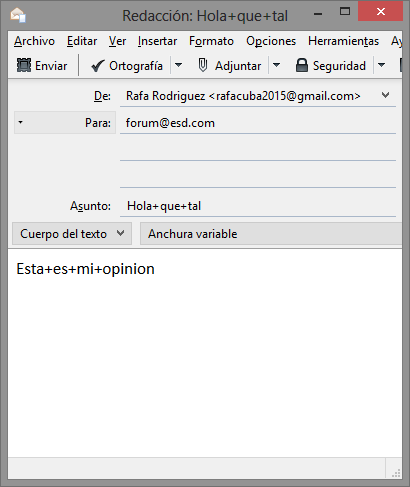 Redacción: Hola+que+tal
Archivo Editar Ver Insertar Formato Opciones Herramientas
Enviar Ortografía Adjuntar Seguridad
De: Rafa Rodriguez <rafacuba2015@gmail.com>
Para: forum@esd.com
Asunto: Hola+que+tal
Cuerpo del texto Anchura variable
Esta+es+mi+opinion